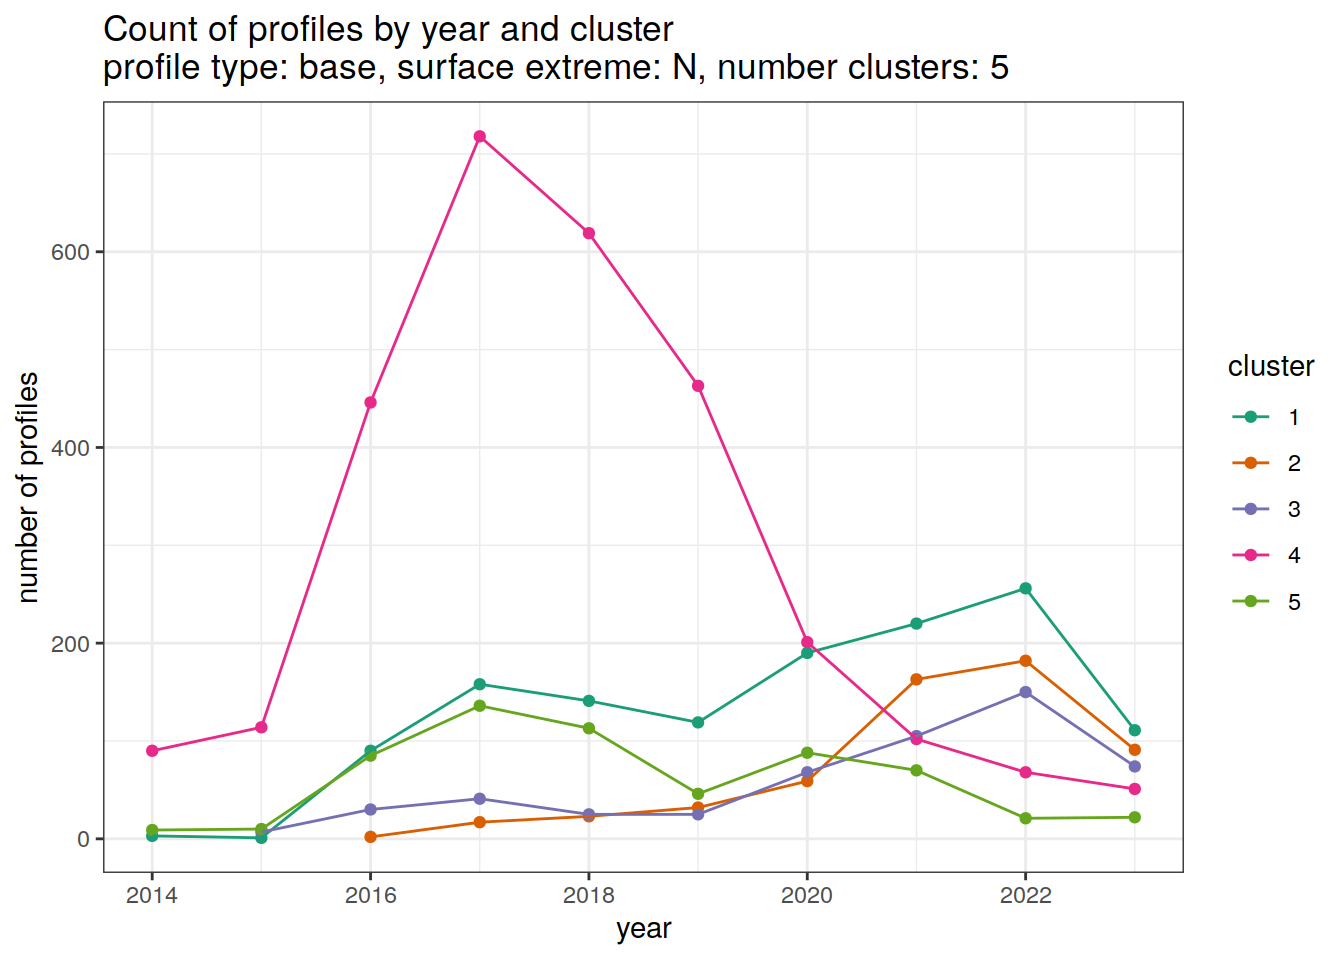 Count of profiles by year and cluster
profile type: base, surface extreme: N, number clusters: 5
number of profiles
600
400
200
0
2014
2016
2018
2020
2022
year
cluster
1
2
3
4
5